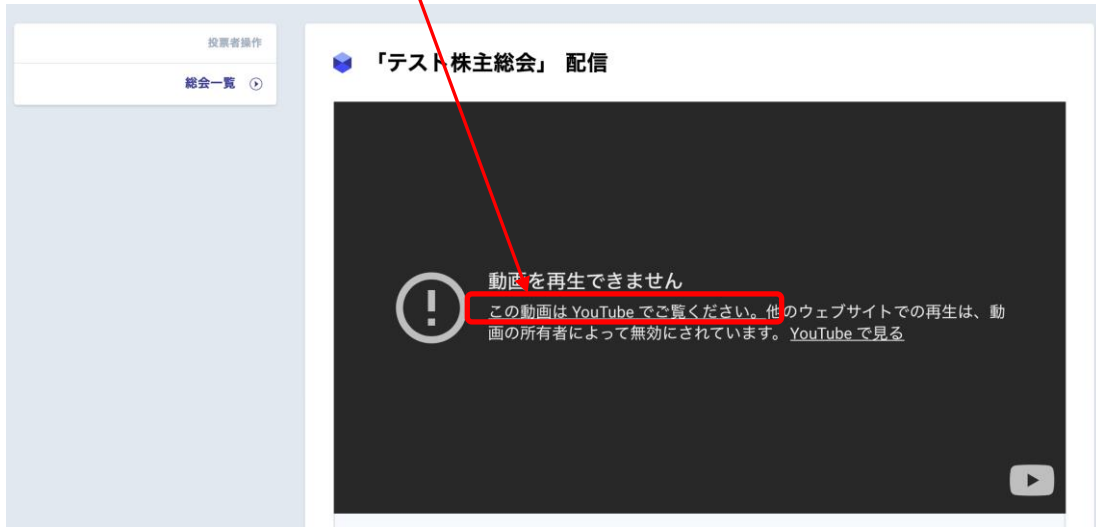 投票者操作
総会一覧
「テスト株主総会」 配信
動画を再生できません
この動画は YouTube でご覧ください。他のウェブサイトでの再生は、動
画の所有者によって無効にされています。 YouTube で見る